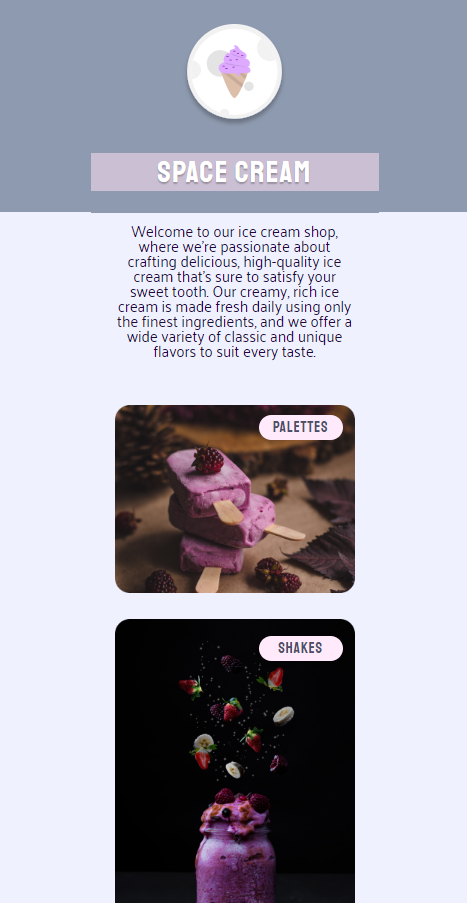 SPACE CREAM
Welcome to our ice cream shop,
where we're passionate about
crafting delicious, high-quality ice
cream that's sure to satisfy your
sweet tooth. Our creamy, rich ice
cream is made fresh daily using only
the finest ingredients, and we offer a
wide variety of classic and unique
flavors to suit every taste.
PALETTES
SHAKES